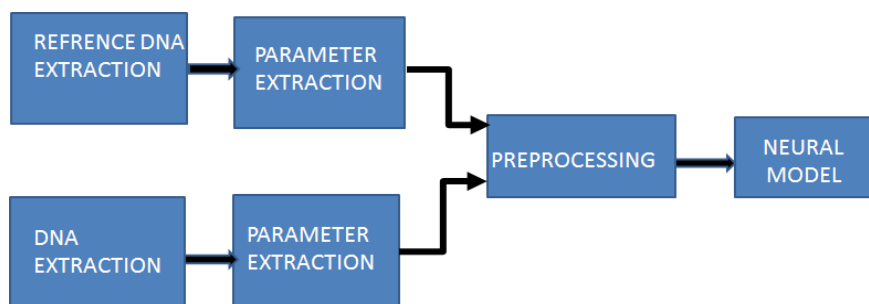 REFRENCE DNA
EXTRACTION
PARAMETER
EXTRACTION
PREPROCESSING
NEURAL
MODEL
DNA
EXTRACTION
PARAMETER
EXTRACTION